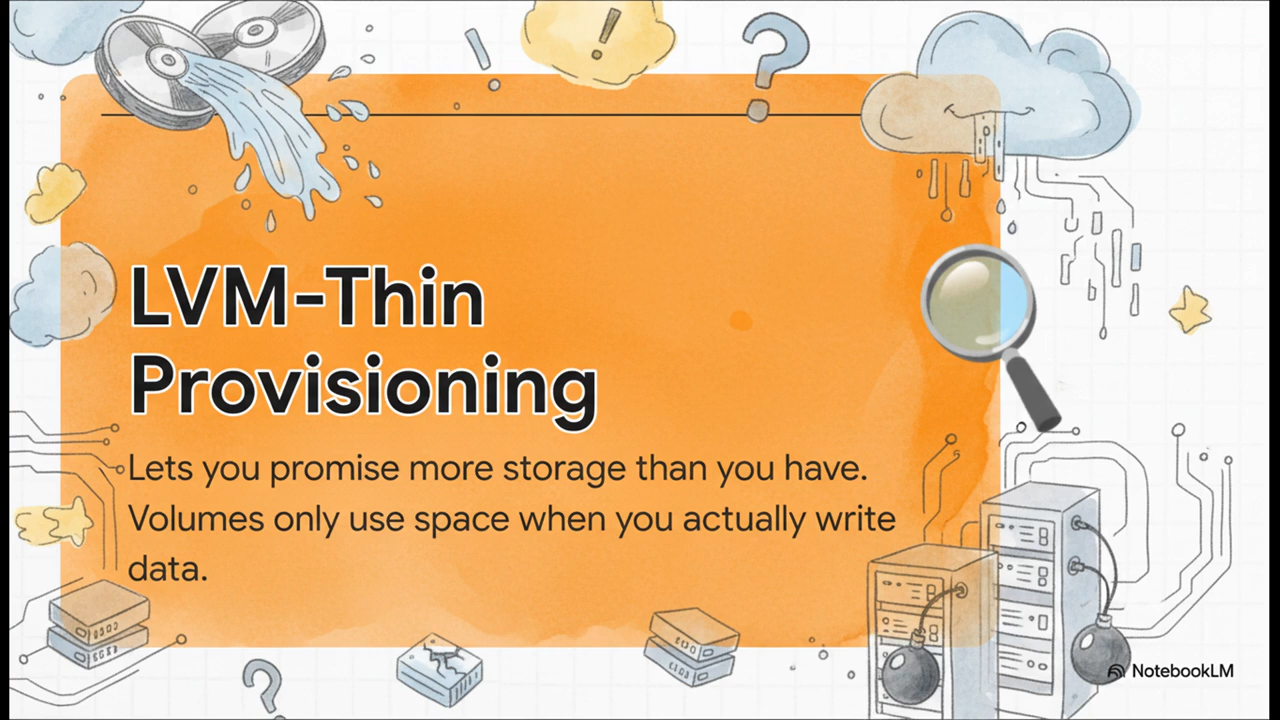 LVM-Thin
Provisioning
Lets you promise more storage than you have.
Volumes only use space when you actually write
data.
NotebookLM